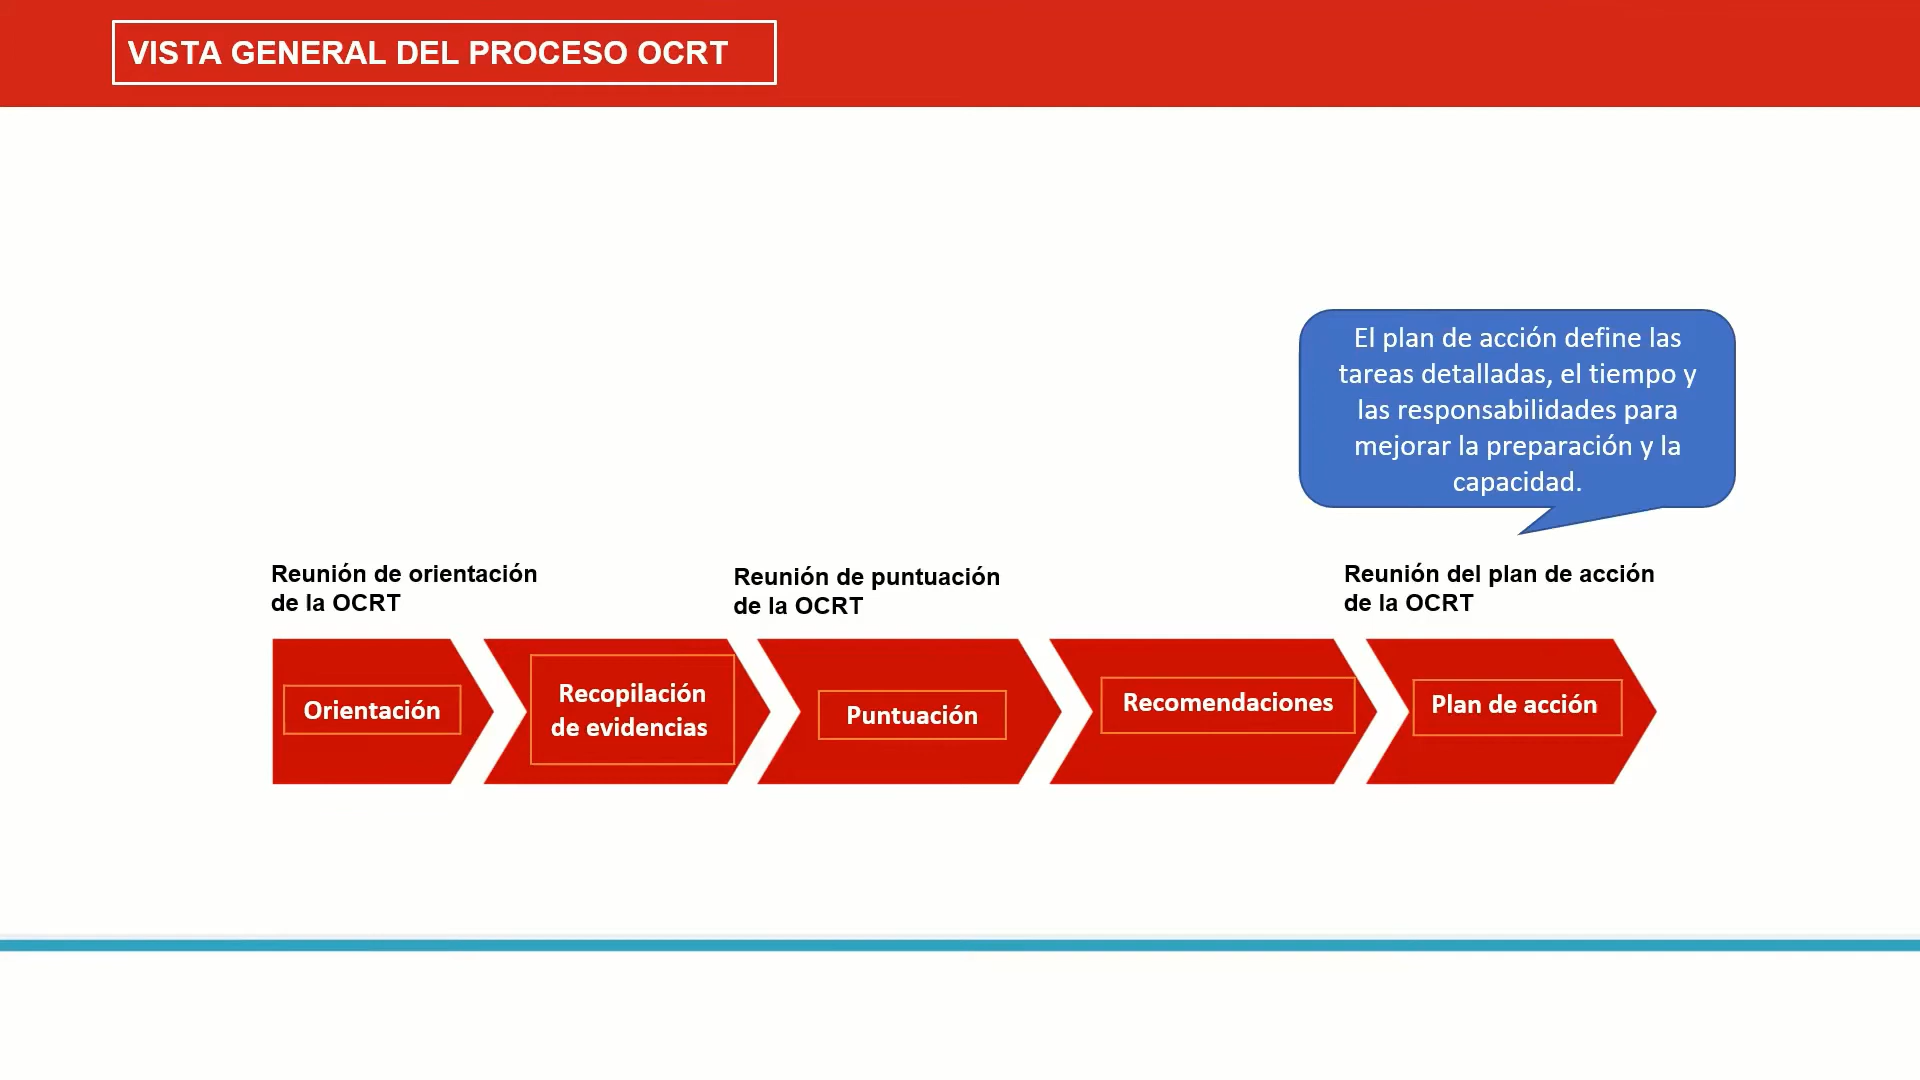 VISTA GENERAL DEL PROCESO OCRT
El plan de acción define las
tareas detalladas, el tiempo y
las responsabilidades para
mejorar la preparación y la
capacidad.
Reunión de orientación
de la OCRT
Reunión de puntuación
de la OCRT
Reunión del plan de acción
de la OCRT
Orientación
Recopilación
de evidencias
Puntuación
Recomendaciones
Plan de acción